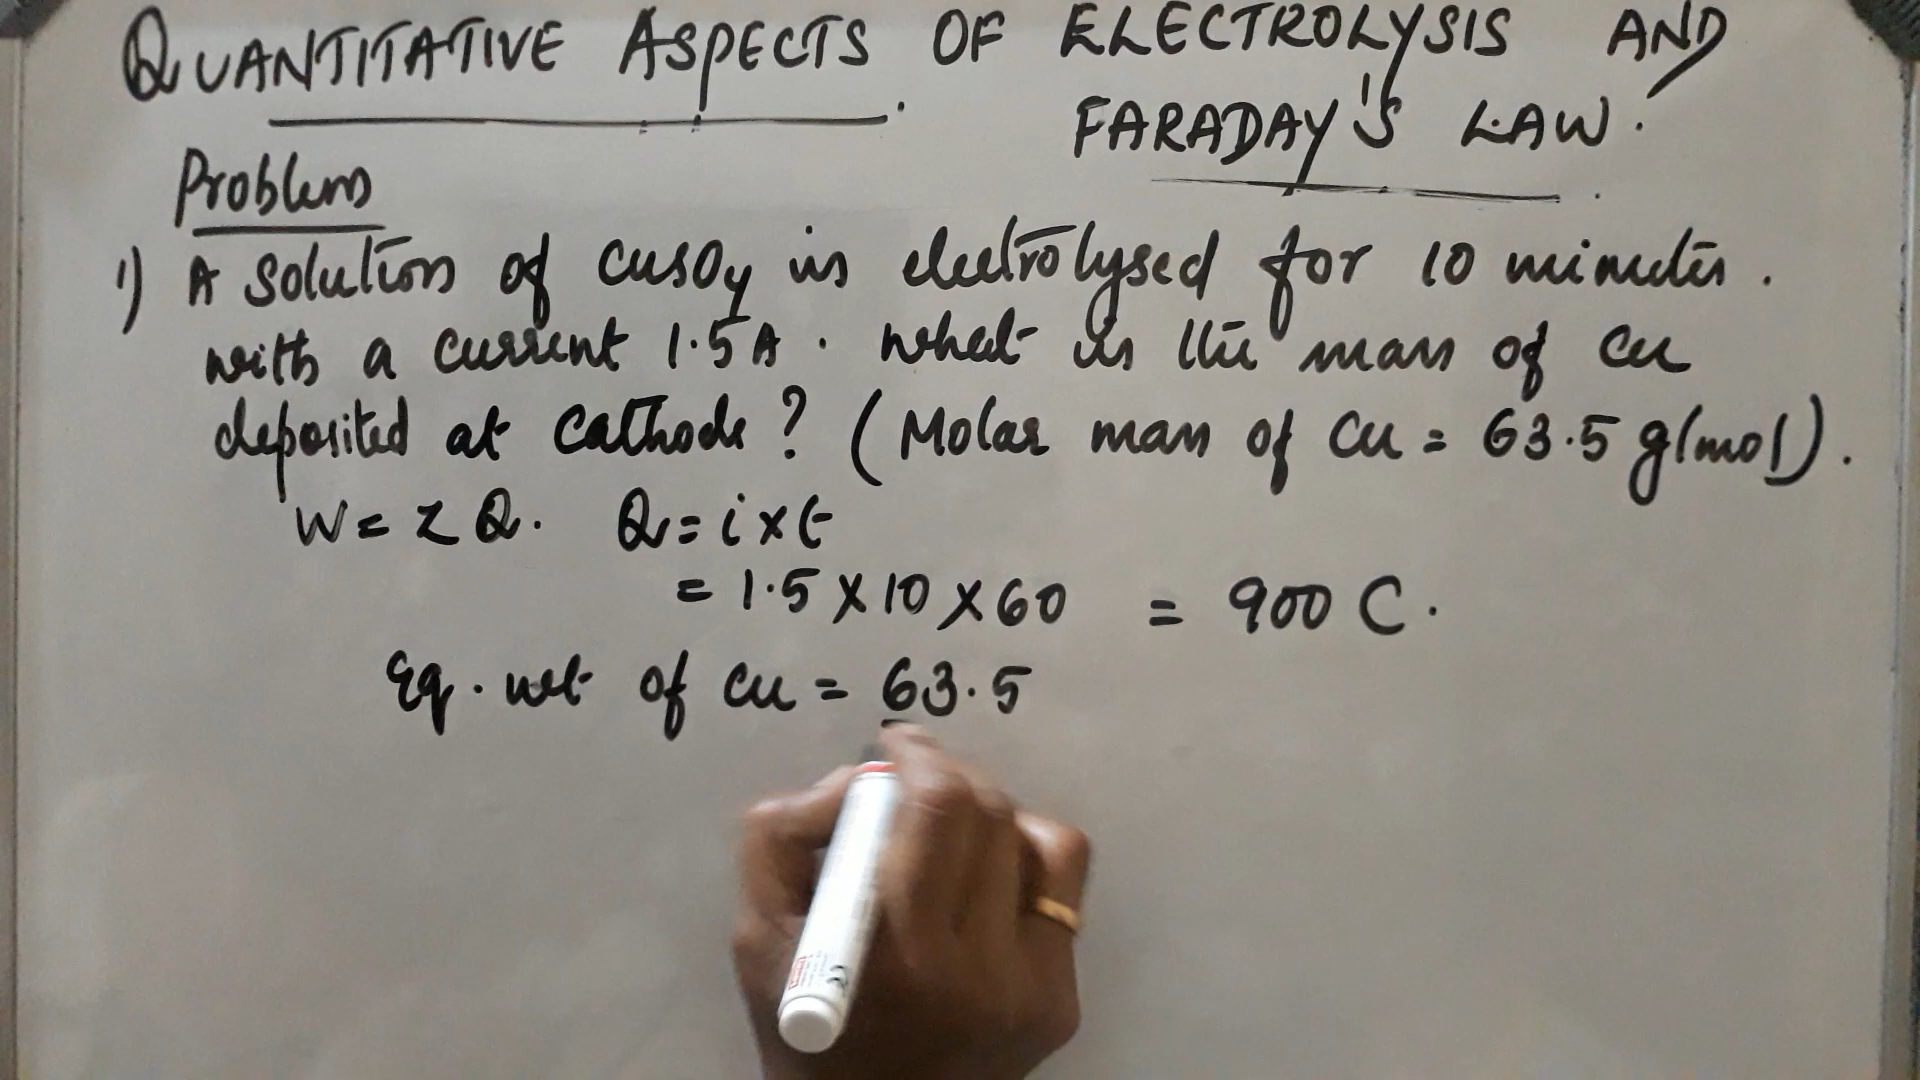 QUANTITATIVE ASPECTS OF ELECTROLYSIS AND
FARADAY'S LAW.
Problem
1) A solution of CuSO4 is electrolysed for 10 minutes.
with a current 1.5A. What is the mass of Cu
deposited at cathode? (Molar mass of Cu = 63.5 g/mol).
W = Z Q. Q = i x t
= 1.5 X 10 X 60 = 900 C.
Eq. wt of Cu = 63.5